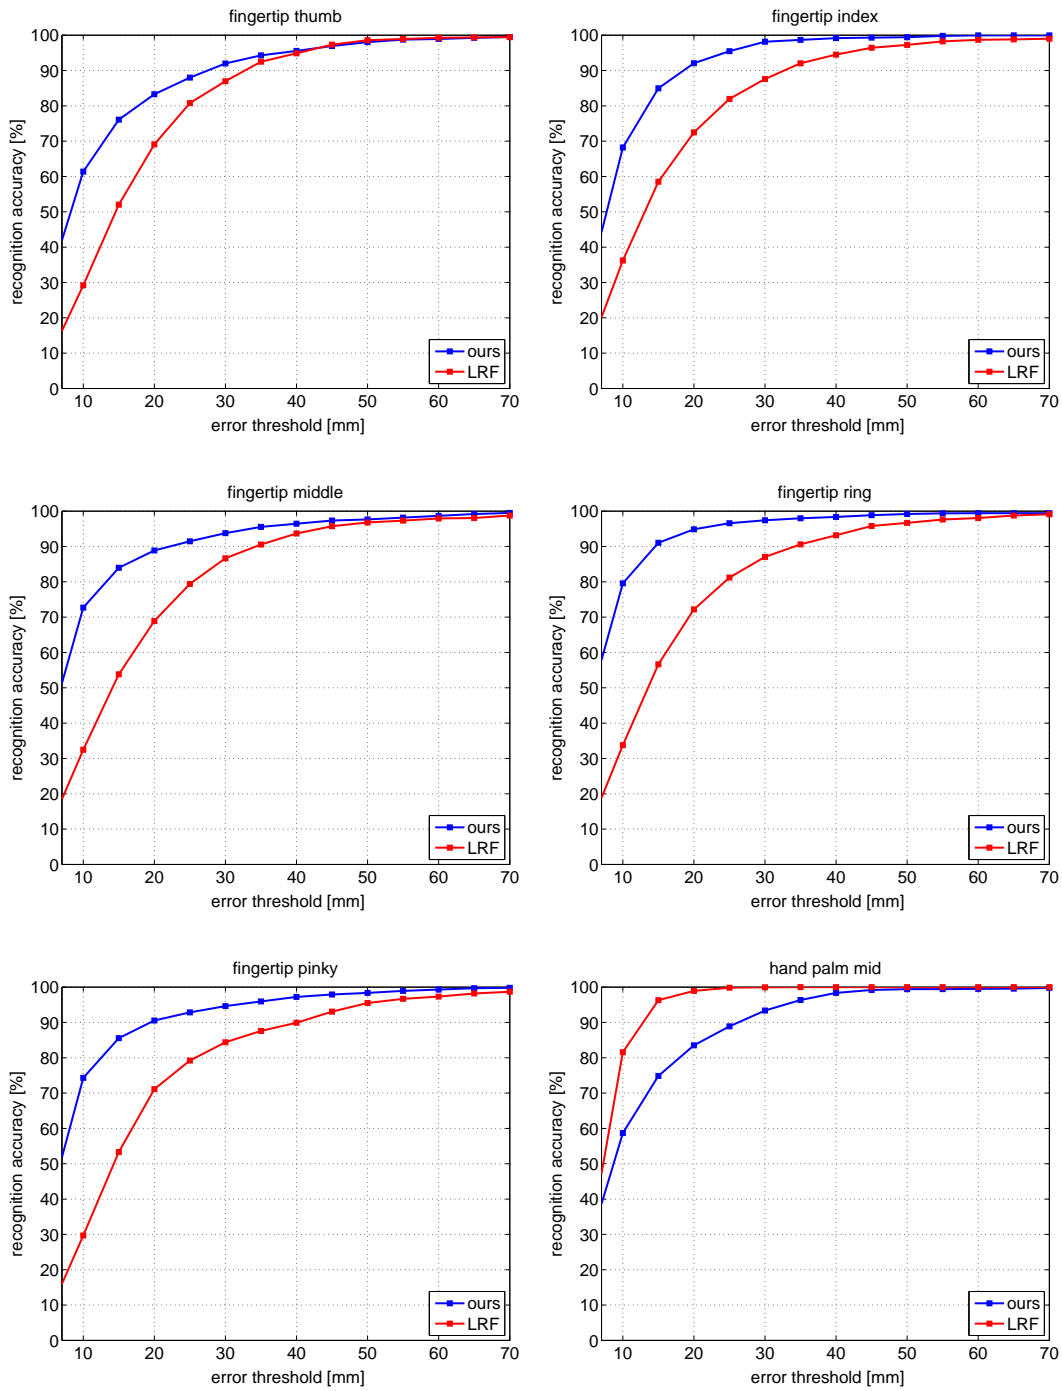 fingertip thumb
100
90
80
70
60
50
40
30
20
10
0
recognition accuracy [%]
10 20 30 40 50 60 70
error threshold [mm]
ours
LRF
fingertip index
100
90
80
70
60
50
40
30
20
10
0
recognition accuracy [%]
10 20 30 40 50 60 70
error threshold [mm]
ours
LRF
fingertip middle
100
90
80
70
60
50
40
30
20
10
0
recognition accuracy [%]
10 20 30 40 50 60 70
error threshold [mm]
ours
LRF
fingertip ring
100
90
80
70
60
50
40
30
20
10
0
recognition accuracy [%]
10 20 30 40 50 60 70
error threshold [mm]
ours
LRF
fingertip pinky
100
90
80
70
60
50
40
30
20
10
0
recognition accuracy [%]
10 20 30 40 50 60 70
error threshold [mm]
ours
LRF
hand palm mid
100
90
80
70
60
50
40
30
20
10
0
recognition accuracy [%]
10 20 30 40 50 60 70
error threshold [mm]
ours
LRF